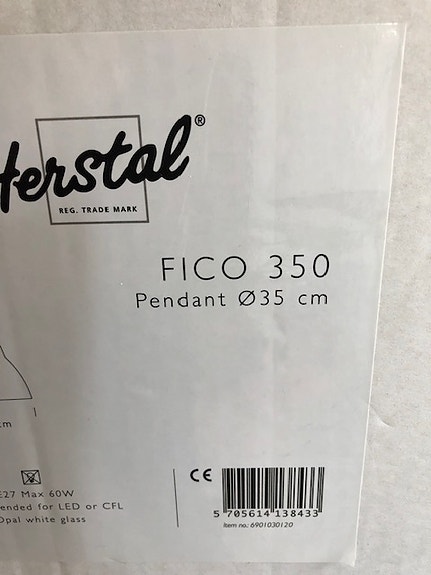 Herstal®
REG. TRADE MARK
FICO 350
Pendant Ø35 cm
cm
E27 Max 60W
ended for LED or CFL
Opal white glass
CE
5 705614 138433
Item no.: 6901030120